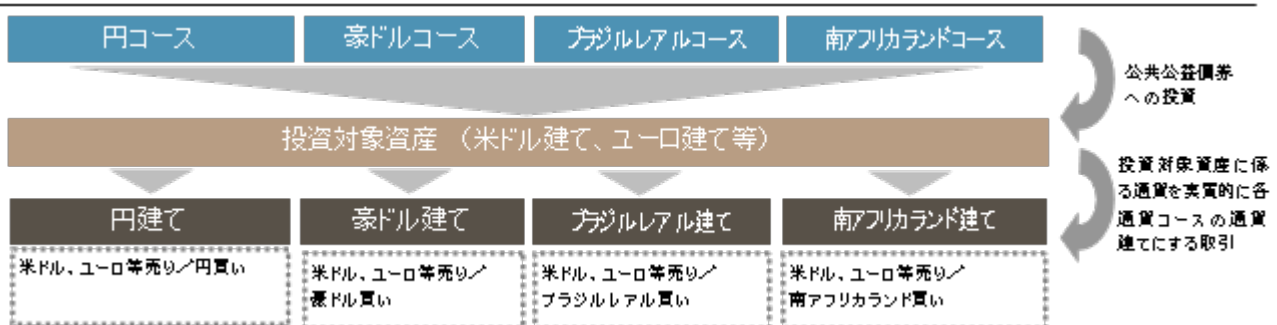 円コース
豪ドルコース
ブラジルレアルコース
南アフリカランドコース
公共公益債券
への投資
投資対象資産 (米ドル建て、ユーロ建て等)
投資対象資産に係
る通貨を実質的に各
通貨コースの通貨
建てにする取引
円建て
豪ドル建て
ブラジルレアル建て
南アフリカランド建て
米ドル、ユーロ等売り/円買い
米ドル、ユーロ等売り/
豪ドル買い
米ドル、ユーロ等売り/
ブラジルレアル買い
米ドル、ユーロ等売り/
南アフリカランド買い